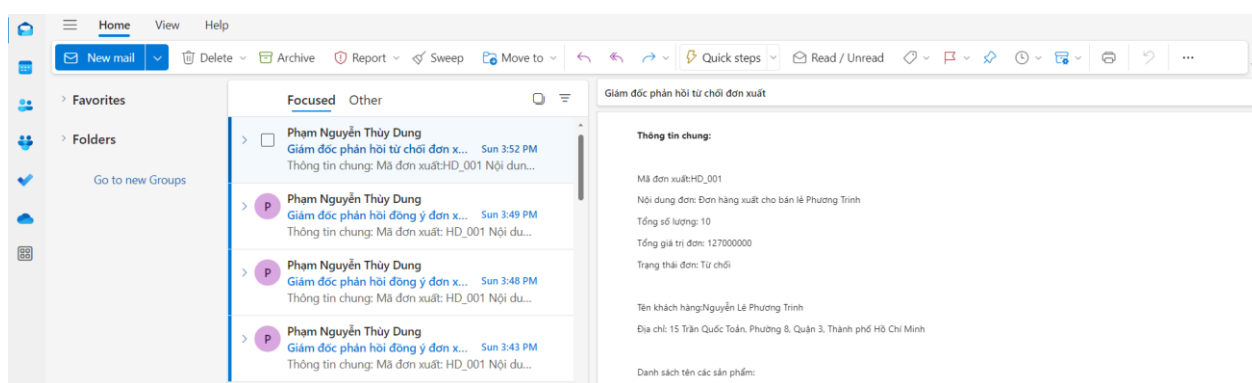 Home View Help
New mail Delete Archive Report Sweep Move to Quick steps Read / Unread ...
Favorites
Folders
Go to new Groups
Focused Other
Phạm Nguyễn Thùy Dung
Giám đốc phản hồi từ chối đơn x... Sun 3:52 PM
Thông tin chung: Mã đơn xuất:HD_001 Nội dun...
P
Phạm Nguyễn Thùy Dung
Giám đốc phản hồi đồng ý đơn x... Sun 3:49 PM
Thông tin chung: Mã đơn xuất: HD_001 Nội du...
P
Phạm Nguyễn Thùy Dung
Giám đốc phản hồi đồng ý đơn x... Sun 3:48 PM
Thông tin chung: Mã đơn xuất: HD_001 Nội du...
P
Phạm Nguyễn Thùy Dung
Giám đốc phản hồi đồng ý đơn x... Sun 3:43 PM
Thông tin chung: Mã đơn xuất: HD_001 Nội du...
Giám đốc phản hồi từ chối đơn xuất
Thông tin chung:
Mã đơn xuất:HD_001
Nội dung đơn: Đơn hàng xuất cho bán lẻ Phương Trinh
Tổng số lượng: 10
Tổng giá trị đơn: 127000000
Trạng thái đơn: Từ chối
Tên khách hàng:Nguyễn Lê Phương Trinh
Địa chỉ: 15 Trần Quốc Toản, Phường 8, Quận 3, Thành phố Hồ Chí Minh
Danh sách tên các sản phẩm: